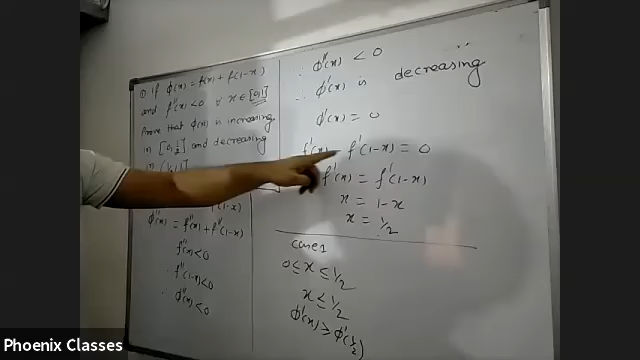 Q) If φ(x) = f(x) + f(1-x)
and f''(x) < 0 ∀ x ∈ [0,1]
Prove that φ(x) is increasing
in [0, 1/2] and decreasing
in (1/2, 1]
f'(1-x)
φ''(x) = f''(x) + f''(1-x)
f''(x) < 0
f''(1-x) < 0
∴ φ''(x) < 0
∴ φ''(x) < 0
∴ φ'(x) is decreasing
φ'(x) = 0
f'(x) - f'(1-x) = 0
f'(x) = f'(1-x)
x = 1-x
x = 1/2
Case 1
0 ≤ x ≤ 1/2
x ≤ 1/2
φ'(x) ≥ φ'(1/2)
Phoenix Classes